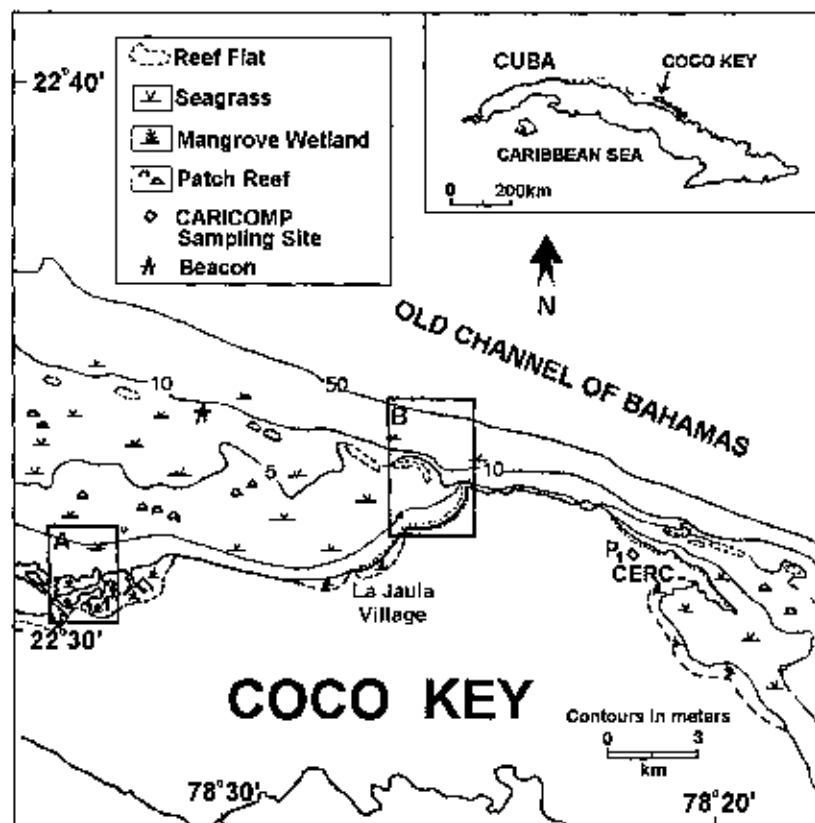 22°40'
Reef Flat
Seagrass
Mangrove Wetland
Patch Reef
CARICOMP
Sampling Site
Beacon
CUBA
COCO KEY
CARIBBEAN SEA
0 200km
N
OLD CHANNEL OF BAHAMAS
10
50
B
5
10
A
P1
CERC
La Jaula
Village
22°30'
COCO KEY
Contours in meters
0 3
km
78°30'
78°20'